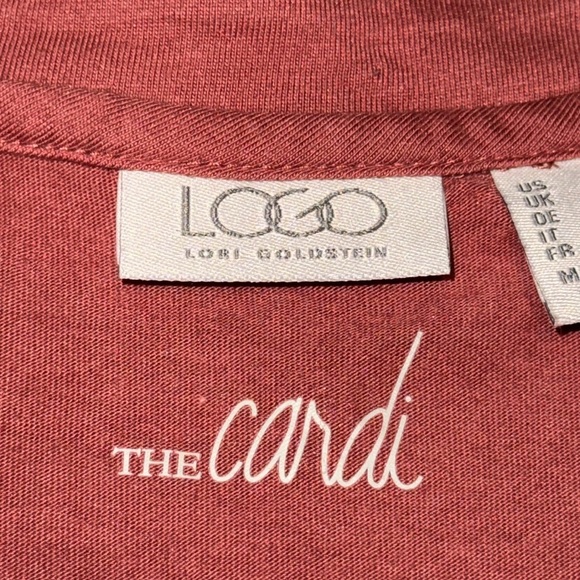 LOGO
LORI GOLDSTEIN
US
UK
DE
IT
FR
M
THE cardi